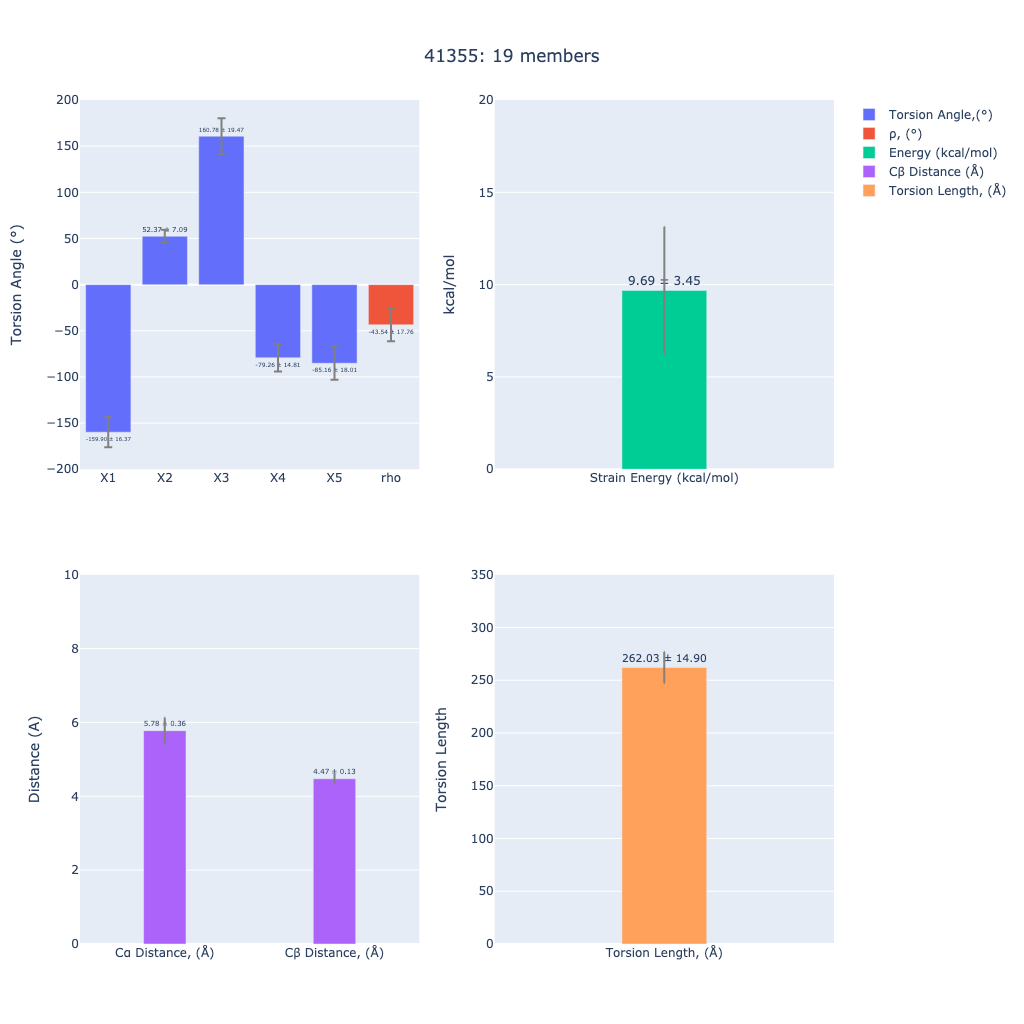 41355: 19 members
Torsion Angle (°)
200
150
100
50
0
−50
−100
−150
−200
-159.90 ± 16.37
52.37 ± 7.09
160.78 ± 19.47
-79.26 ± 14.81
-85.16 ± 18.01
-43.54 ± 17.76
X1 X2 X3 X4 X5 rho
kcal/mol
20
15
10
5
0
9.69 ± 3.45
Strain Energy (kcal/mol)
Torsion Angle,(°)
ρ, (°)
Energy (kcal/mol)
Cβ Distance (Å)
Torsion Length, (Å)
Distance (A)
10
8
6
4
2
0
5.78 ± 0.36
4.47 ± 0.13
Cα Distance, (Å) Cβ Distance, (Å)
Torsion Length
350
300
250
200
150
100
50
0
262.03 ± 14.90
Torsion Length, (Å)